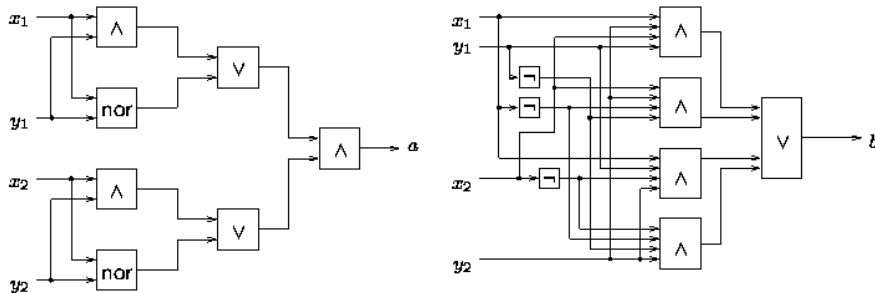 x1
∧
∨
y1
nor
∧
a
x2
∧
∨
y2
nor
x1
∧
y1
¬
¬
∧
∨
b
∧
x2
¬
∧
y2